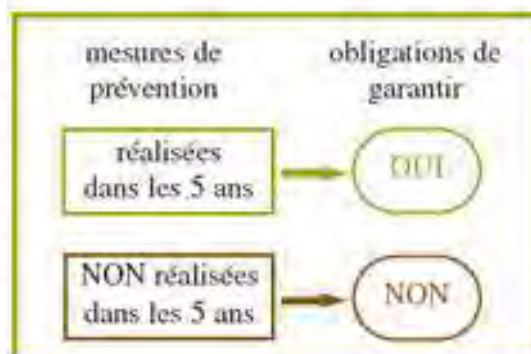 mesures de prévention
obligations de garantir
réalisées
dans les 5 ans
OUI
NON réalisées
dans les 5 ans
NON